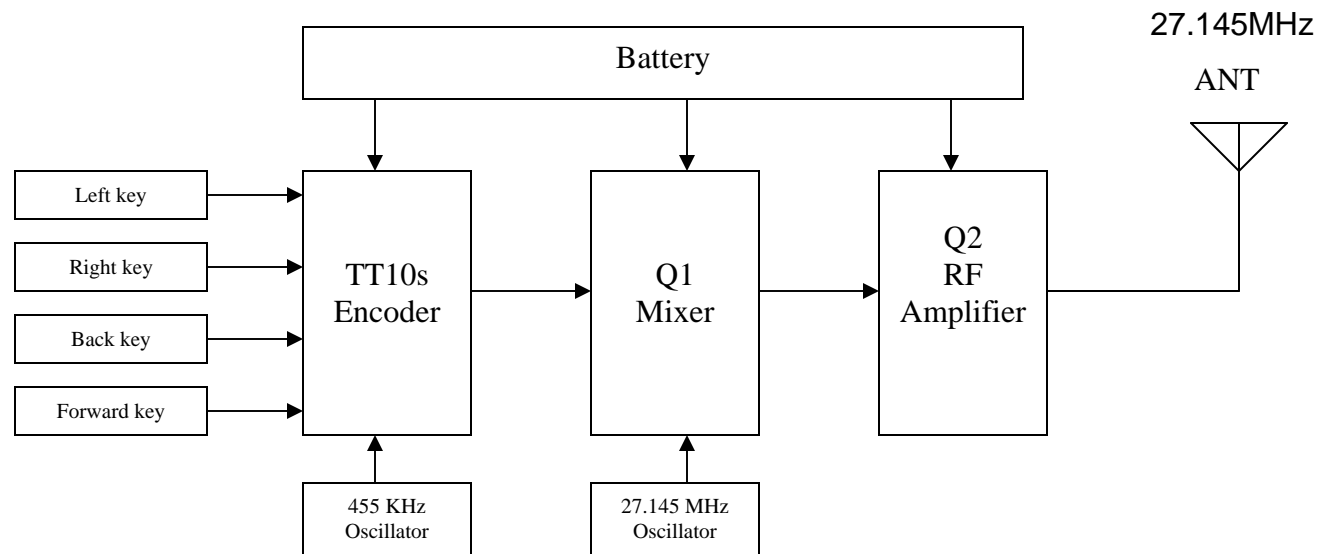 27.145MHz
ANT
Battery
Left key
Right key
Back key
Forward key
TT10s
Encoder
Q1
Mixer
Q2
RF
Amplifier
455 KHz
Oscillator
27.145 MHz
Oscillator